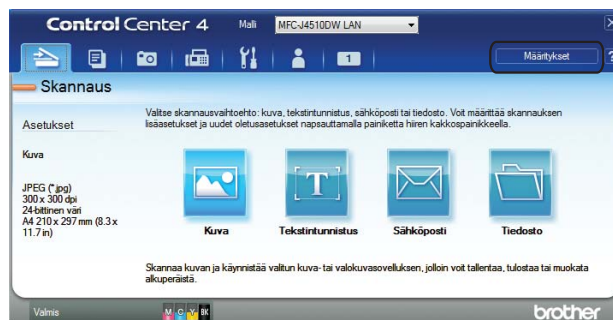 Control Center 4 Malli MFC-J4510DW LAN
1
Määritykset
?
Skannaus
Valitse skannausvaihtoehto: kuva, tekstintunnistus, sähköposti tai tiedosto. Voit määrittää skannauksen
lisäasetukset ja uudet oletusasetukset napsauttamalla painiketta hiiren kakkospainikkeella.
Asetukset
Kuva
JPEG (*.jpg)
300 x 300 dpi
24-bittinen väri
A4 210 x 297 mm (8.3 x
11.7 in)
T
Kuva Tekstintunnistus Sähköposti Tiedosto
Skannaa kuvan ja käynnistää valitun kuva- tai valokuvasovelluksen, jolloin voit tallentaa, tulostaa tai muokata
alkuperäistä.
Valmis M C Y BK brother